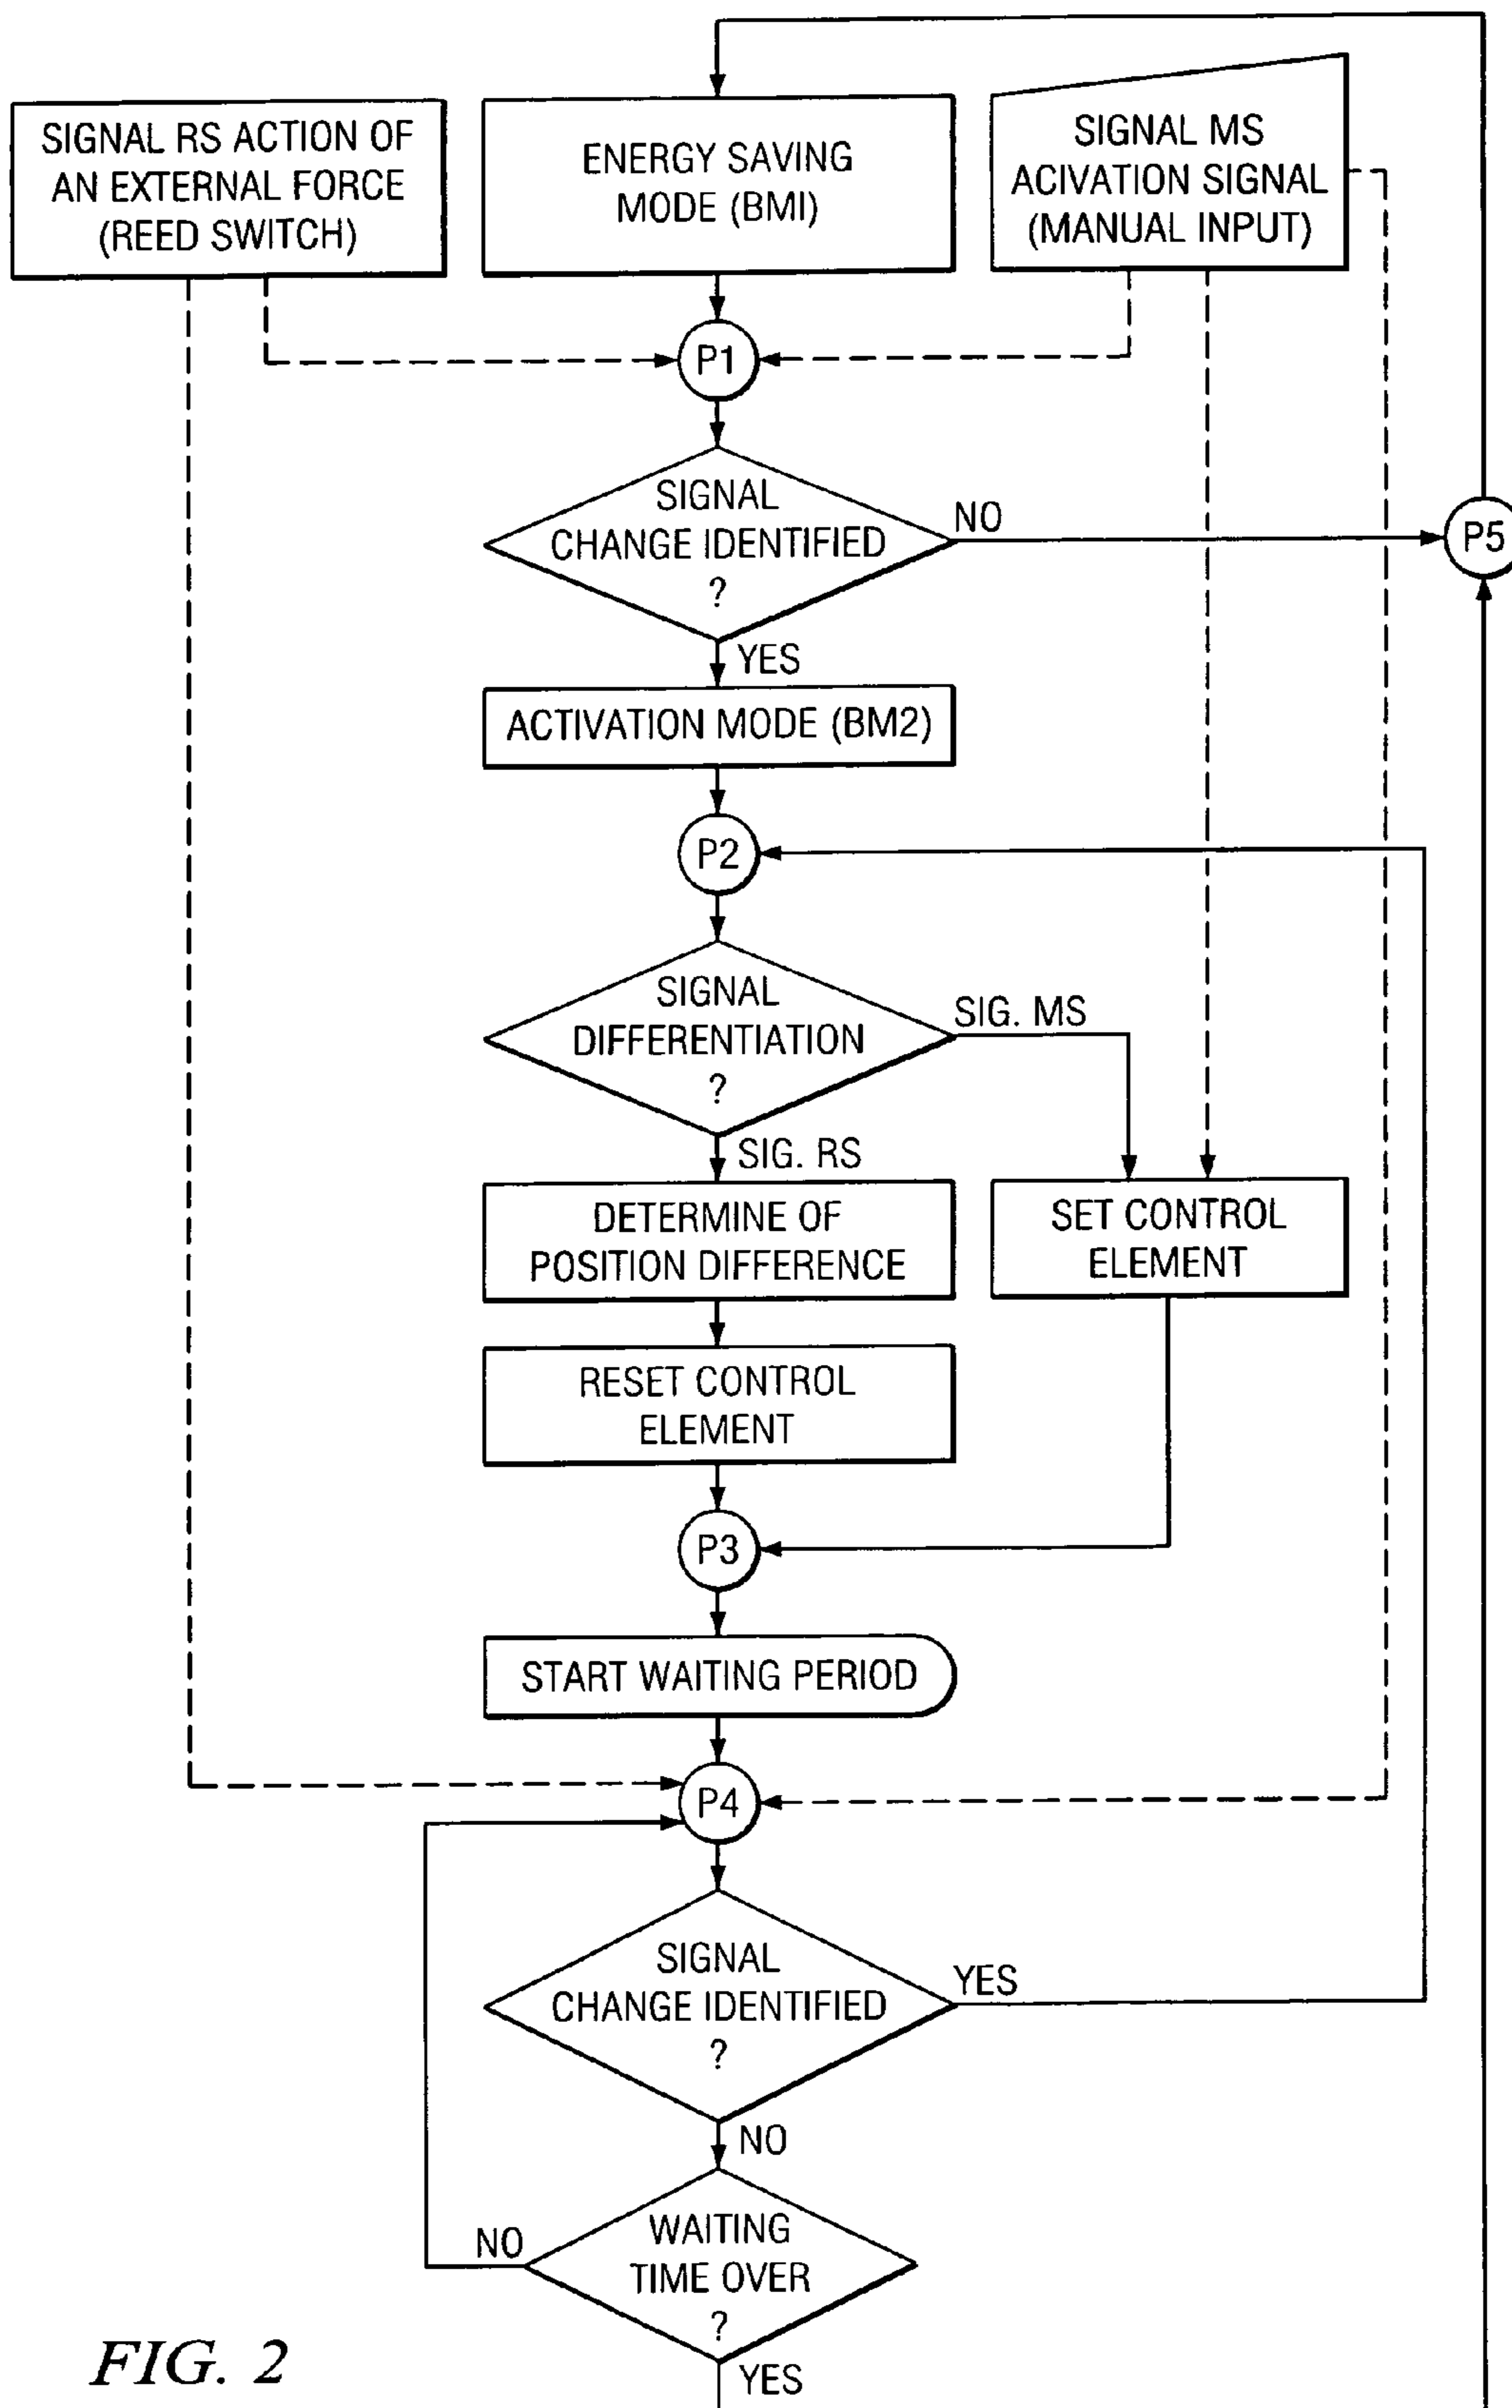 SIGNAL RS ACTION OF
AN EXTERNAL FORCE
(REED SWITCH)
ENERGY SAVING
MODE (BMI)
SIGNAL MS
ACIVATION SIGNAL
(MANUAL INPUT)
P1
SIGNAL
CHANGE IDENTIFIED
?
NO
P5
YES
ACTIVATION MODE (BM2)
P2
SIGNAL
DIFFERENTIATION
?
SIG. MS
SIG. RS
DETERMINE OF
POSITION DIFFERENCE
SET CONTROL
ELEMENT
RESET CONTROL
ELEMENT
P3
START WAITING PERIOD
P4
SIGNAL
CHANGE IDENTIFIED
?
YES
NO
WAITING
TIME OVER
?
NO
YES
FIG. 2